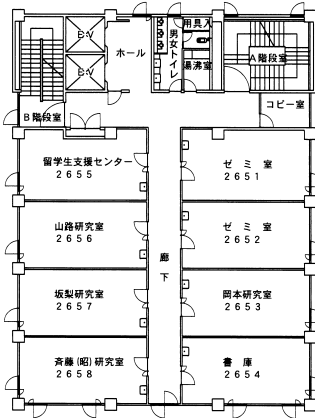 E.V
E.V
ホール
男女トイレ
用具入
湯沸室
A階段室
B階段室
コピー室
留学生支援センター
2655
ゼミ室
2651
山路研究室
2656
ゼミ室
2652
廊下
坂梨研究室
2657
岡本研究室
2653
斉藤(昭)研究室
2658
書庫
2654